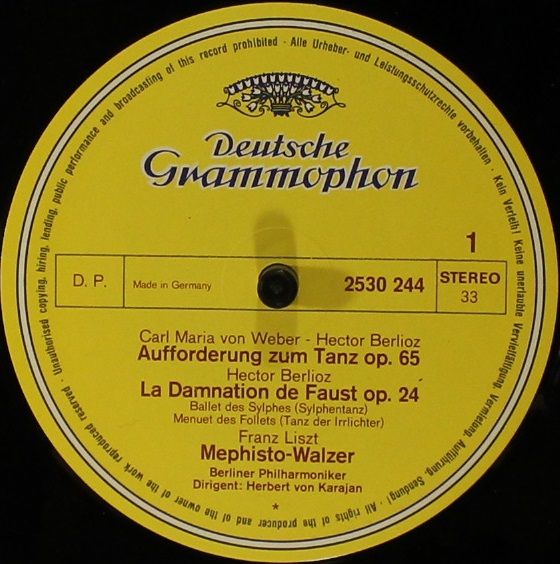 Alle Urheber- und Leistungsschutzrechte vorbehalten · Kein Verleih! Keine unerlaubte Vervielfältigung, Vermietung, Aufführung, Sendung! · All rights of the producer and of the owner of the work reproduced reserved · Unauthorised copying, hiring, lending, public performance and broadcasting of this record prohibited ·
Deutsche
Grammophon
1
D. P.
Made in Germany
2530 244
STEREO
33
Carl Maria von Weber - Hector Berlioz
Aufforderung zum Tanz op. 65
Hector Berlioz
La Damnation de Faust op. 24
Ballet des Sylphes (Sylphentanz)
Menuet des Follets (Tanz der Irrlichter)
Franz Liszt
Mephisto-Walzer
Berliner Philharmoniker
Dirigent: Herbert von Karajan
*